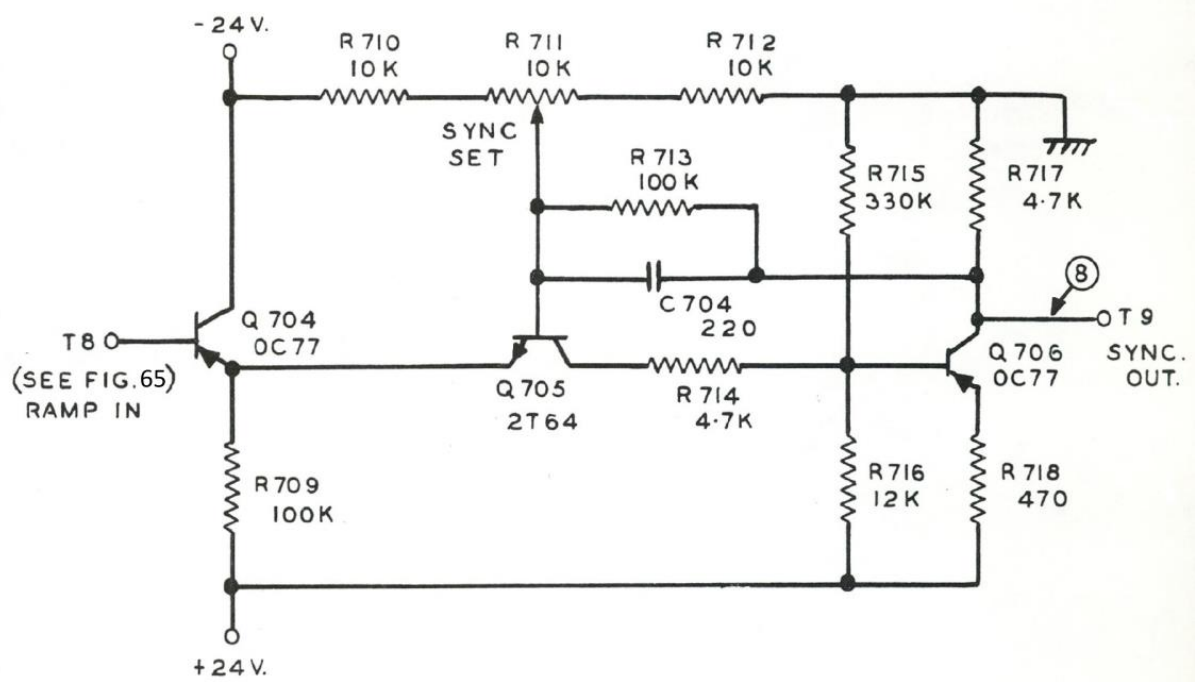 -24V.
R710
10K
R711
10K
R712
10K
SYNC
SET
R713
100K
R715
330K
R717
4.7K
C704
220
8
T8
Q704
OC77
(SEE FIG.65)
RAMP IN
Q705
2T64
R714
4.7K
Q706
OC77
T9
SYNC.
OUT.
R709
100K
R716
12K
R718
470
+24V.